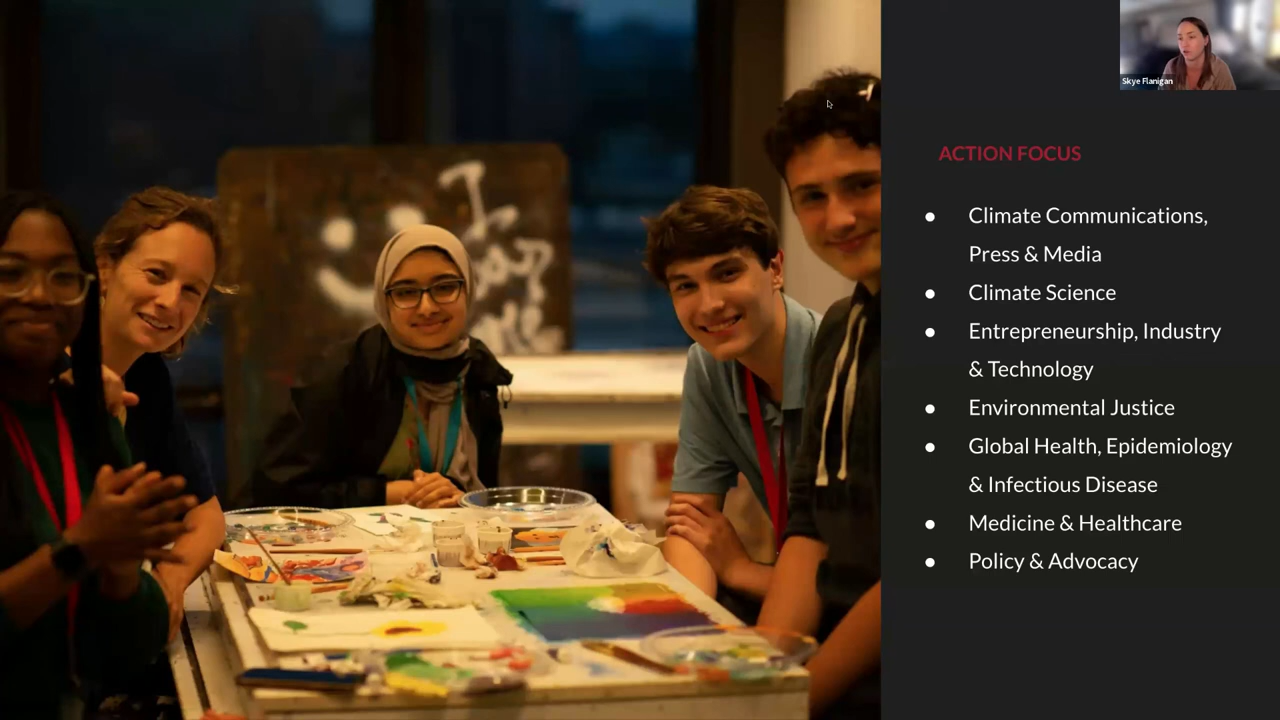 Skye Flanigan
ACTION FOCUS
● Climate Communications,
Press & Media
● Climate Science
● Entrepreneurship, Industry
& Technology
● Environmental Justice
● Global Health, Epidemiology
& Infectious Disease
● Medicine & Healthcare
● Policy & Advocacy